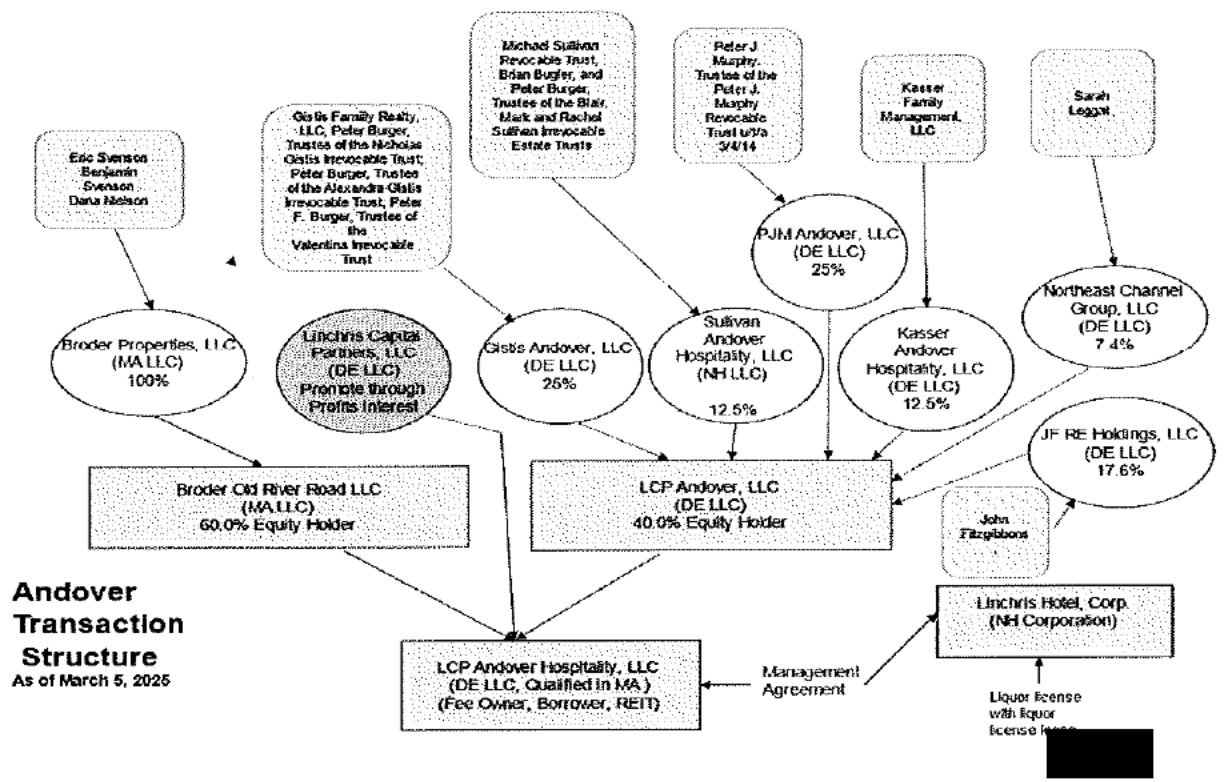 Michael Sullivan
Revocable Trust,
Brian Bugler, and
Peter Burger,
Trustee of the Blair,
Mark and Rachel
Sullivan Irrevocable
Estate Trusts
Peter J.
Murphy,
Trustee of the
Peter J.
Murphy
Revocable
Trust u/t/a
3/4/14
Kasser
Family
Management,
LLC
Sarah
Leggat
Gistis Family Realty,
LLC, Peter Burger,
Trustee of the Nicholas
Gistis Irrevocable Trust;
Peter Burger, Trustee
of the Alexandra Gistis
Irrevocable Trust; Peter
F. Burger, Trustee of
the
Valentina Irrevocable
Trust
Eric Svenson
Benjamin
Svenson
Dana Nielson
PJM Andover, LLC
(DE LLC)
25%
Northeast Channel
Group, LLC
(DE LLC)
7.4%
Broder Properties, LLC
(MA LLC)
100%
Linchris Capital
Partners, LLC
(DE LLC)
Promote through
Profits Interest
Gistis Andover, LLC
(DE LLC)
25%
Sullivan
Andover
Hospitality, LLC
(NH LLC)
12.5%
Kasser
Andover
Hospitality, LLC
(DE LLC)
12.5%
JF RE Holdings, LLC
(DE LLC)
17.6%
Broder Old River Road LLC
(MA LLC)
60.0% Equity Holder
LCP Andover, LLC
(DE LLC)
40.0% Equity Holder
John
Fitzgibbons
Andover
Transaction
Structure
As of March 5, 2025
Linchris Hotel, Corp.
(NH Corporation)
LCP Andover Hospitality, LLC
(DE LLC, Qualified in MA)
(Fee Owner, Borrower, REIT)
Management
Agreement
Liquor license
with liquor
license